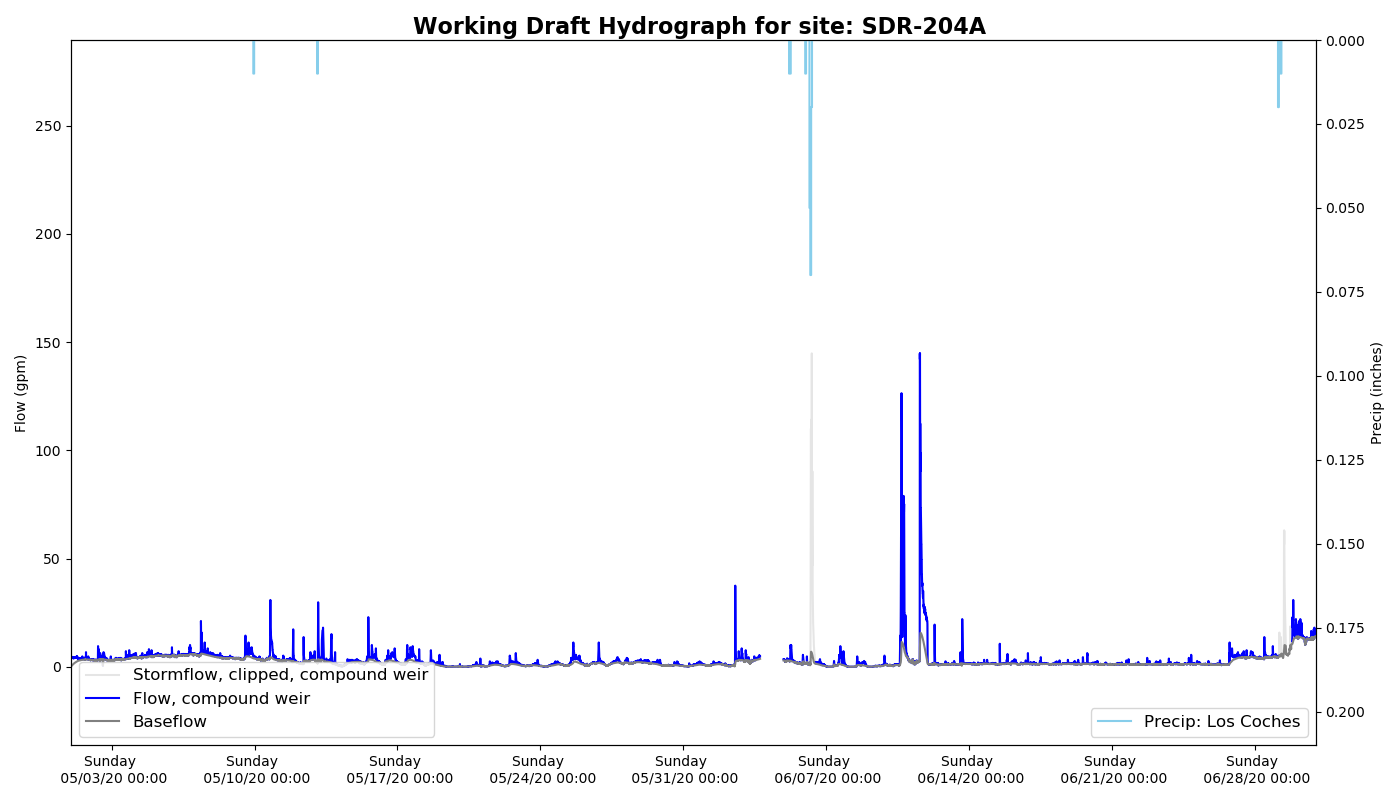 Working Draft Hydrograph for site: SDR-204A
250
200
150
100
50
0
Flow (gpm)
0.000
0.025
0.050
0.075
0.100
0.125
0.150
0.175
0.200
Precip (inches)
Stormflow, clipped, compound weir
Flow, compound weir
Baseflow
Precip: Los Coches
Sunday
05/03/20 00:00
Sunday
05/10/20 00:00
Sunday
05/17/20 00:00
Sunday
05/24/20 00:00
Sunday
05/31/20 00:00
Sunday
06/07/20 00:00
Sunday
06/14/20 00:00
Sunday
06/21/20 00:00
Sunday
06/28/20 00:00